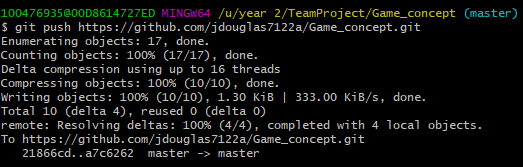 100476935@00D8614727ED MINGW64 /u/year 2/TeamProject/Game_concept (master)
$ git push https://github.com/jdouglas7122a/Game_concept.git
Enumerating objects: 17, done.
Counting objects: 100% (17/17), done.
Delta compression using up to 16 threads
Compressing objects: 100% (10/10), done.
Writing objects: 100% (10/10), 1.30 KiB | 333.00 KiB/s, done.
Total 10 (delta 4), reused 0 (delta 0)
remote: Resolving deltas: 100% (4/4), completed with 4 local objects.
To https://github.com/jdouglas7122a/Game_concept.git
   21866cd..a7c6262  master -> master